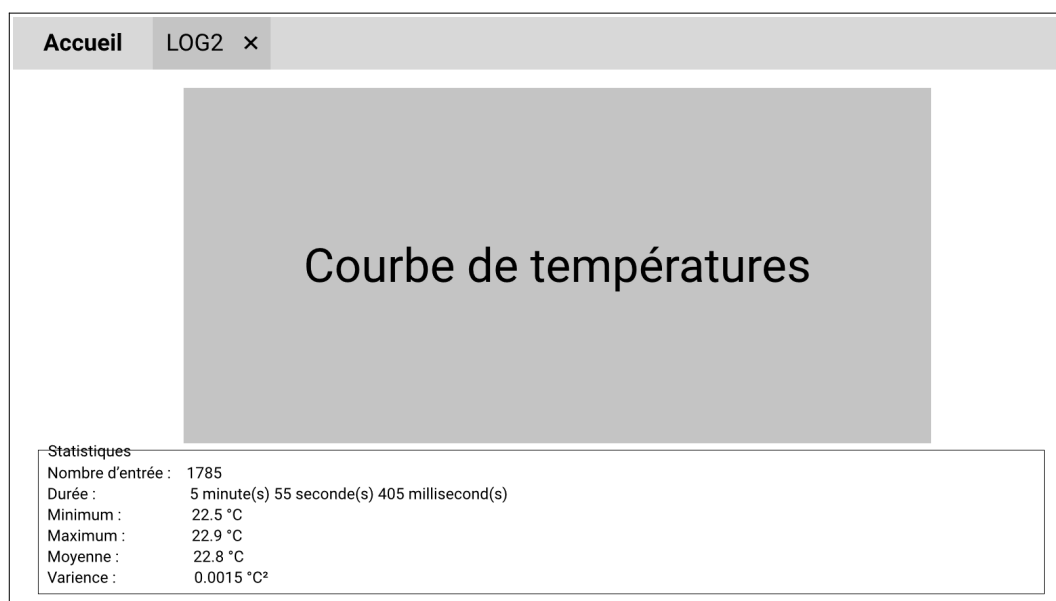 Accueil LOG2 ✕
Courbe de températures
Statistiques
Nombre d'entrée : 1785
Durée : 5 minute(s) 55 seconde(s) 405 millisecond(s)
Minimum : 22.5 °C
Maximum : 22.9 °C
Moyenne : 22.8 °C
Varience : 0.0015 °C²